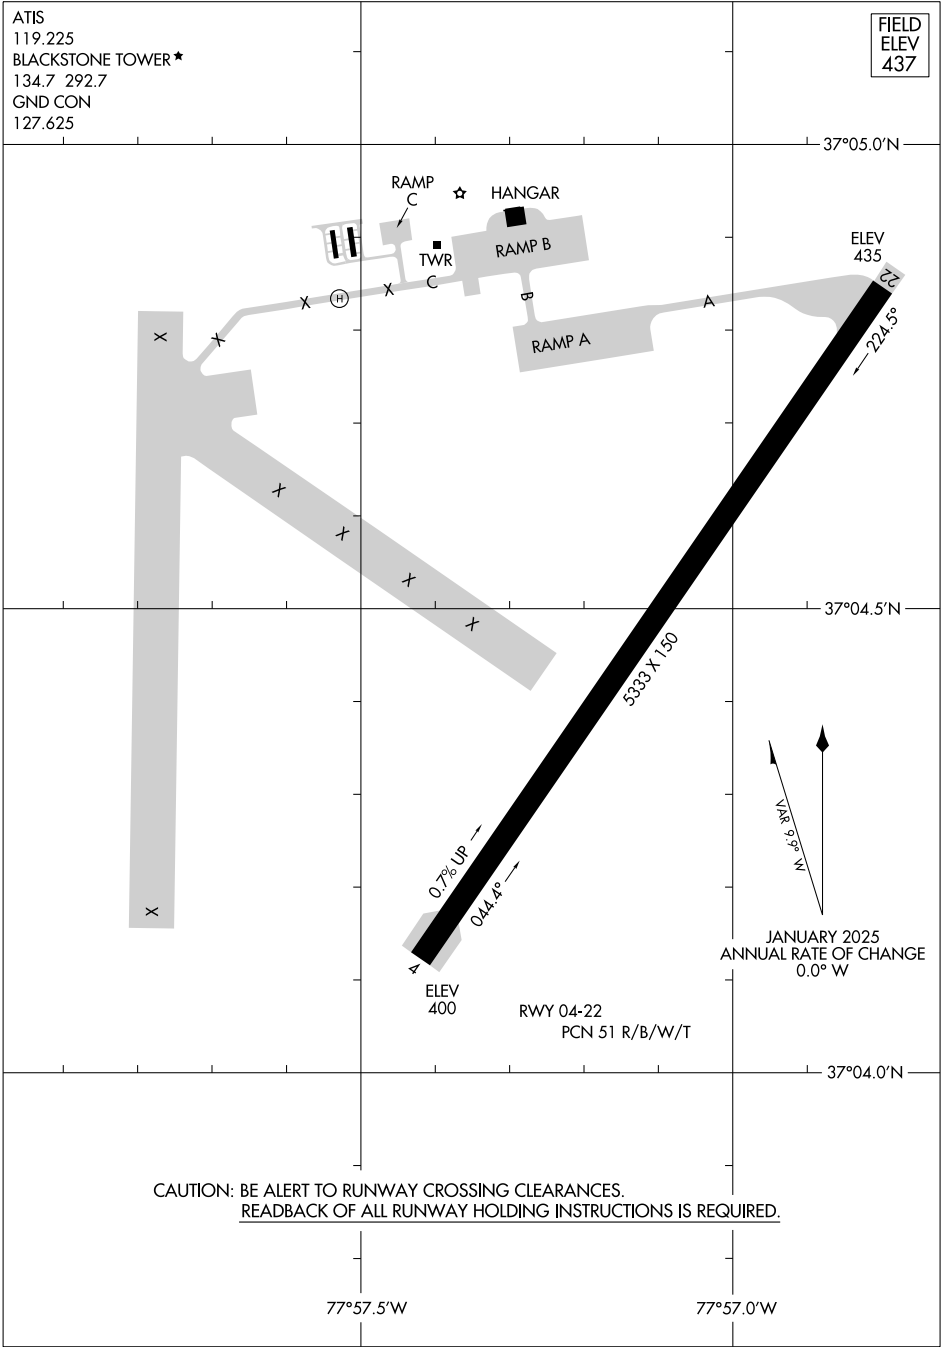 ATIS
119.225
BLACKSTONE TOWER★
134.7 292.7
GND CON
127.625
FIELD
ELEV
437
37°05.0'N
RAMP
C
HANGAR
RAMP B
TWR
ELEV
435
22
X
H
X
C
B
A
X
X
RAMP A
224.5°
X
X
X
X
37°04.5'N
5333 X 150
VAR 9.9° W
0.7% UP
044.4°
X
JANUARY 2025
ANNUAL RATE OF CHANGE
0.0° W
4
ELEV
400
RWY 04-22
PCN 51 R/B/W/T
37°04.0'N
CAUTION: BE ALERT TO RUNWAY CROSSING CLEARANCES.
READBACK OF ALL RUNWAY HOLDING INSTRUCTIONS IS REQUIRED.
77°57.5'W
77°57.0'W